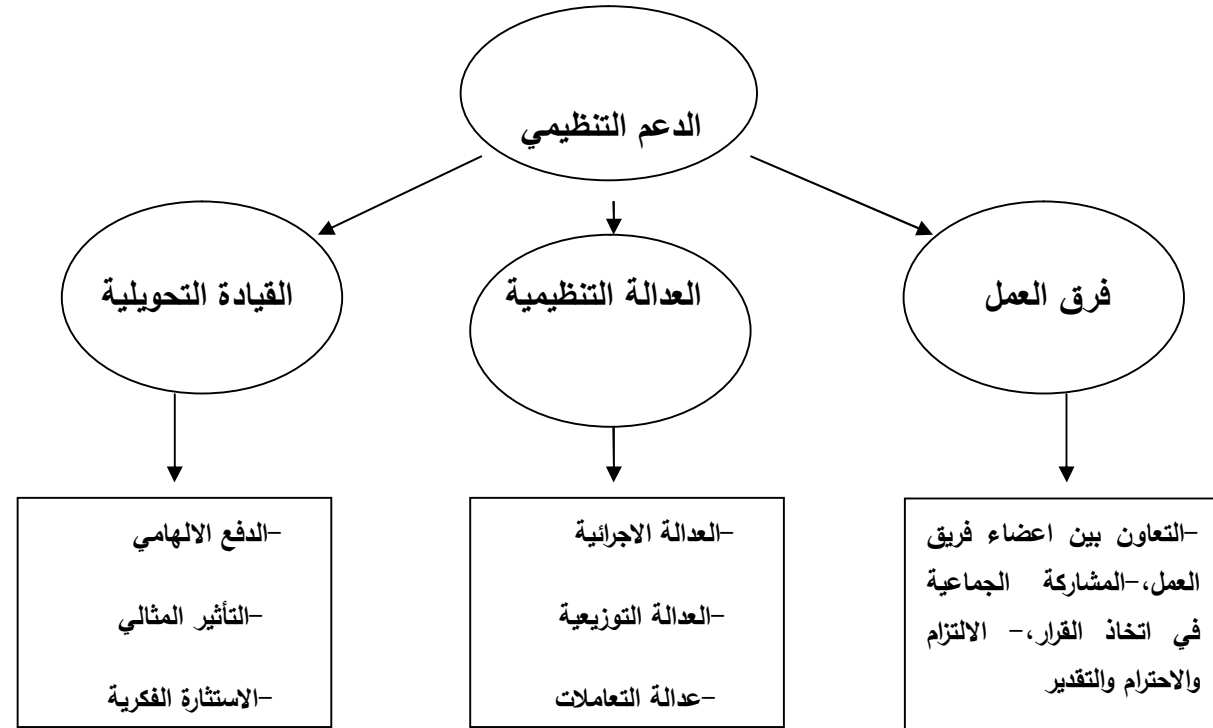 الدعم التنظيمي
فرق العمل
العدالة التنظيمية
القيادة التحويلية
-التعاون بين اعضاء فريق
العمل،-المشاركة الجماعية
في اتخاذ القرار،- الالتزام
والاحترام والتقدير
-العدالة الاجرائية
-العدالة التوزيعية
-عدالة التعاملات
-الدفع الالهامي
-التأثير المثالي
-الاستثارة الفكرية